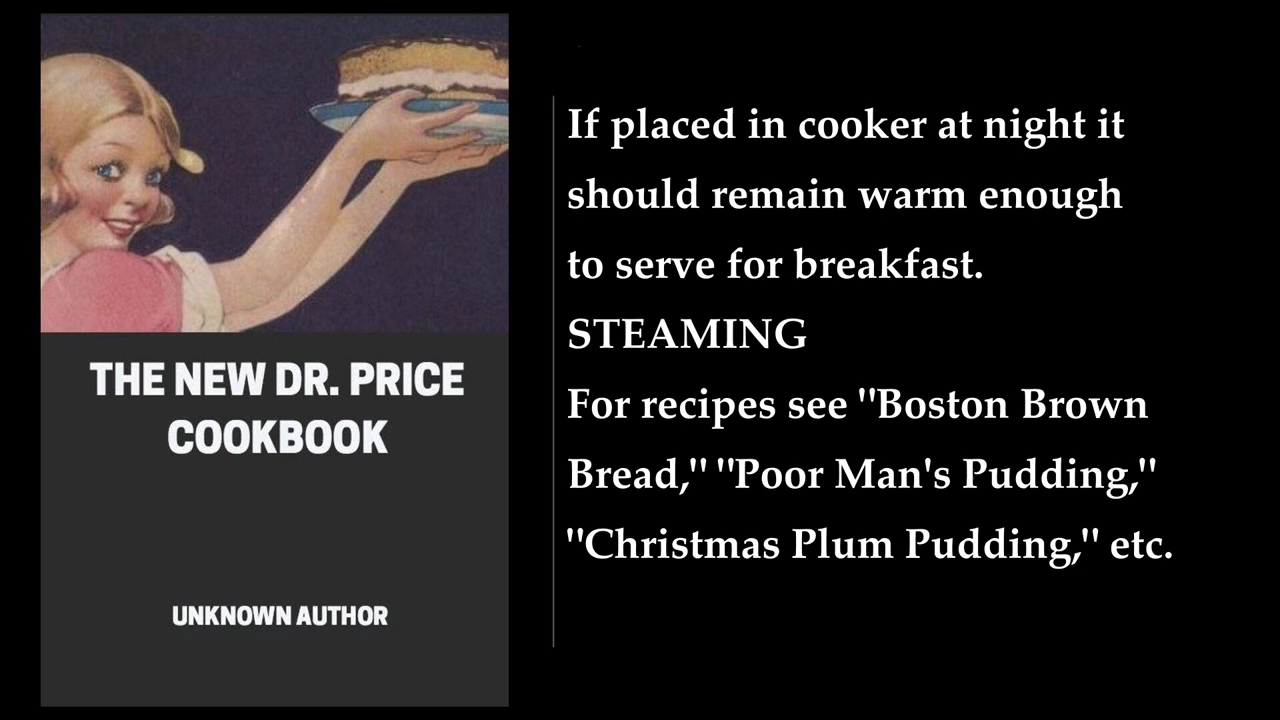 THE NEW DR. PRICE
COOKBOOK
UNKNOWN AUTHOR
If placed in cooker at night it
should remain warm enough
to serve for breakfast.
STEAMING
For recipes see "Boston Brown
Bread," "Poor Man's Pudding,"
"Christmas Plum Pudding," etc.